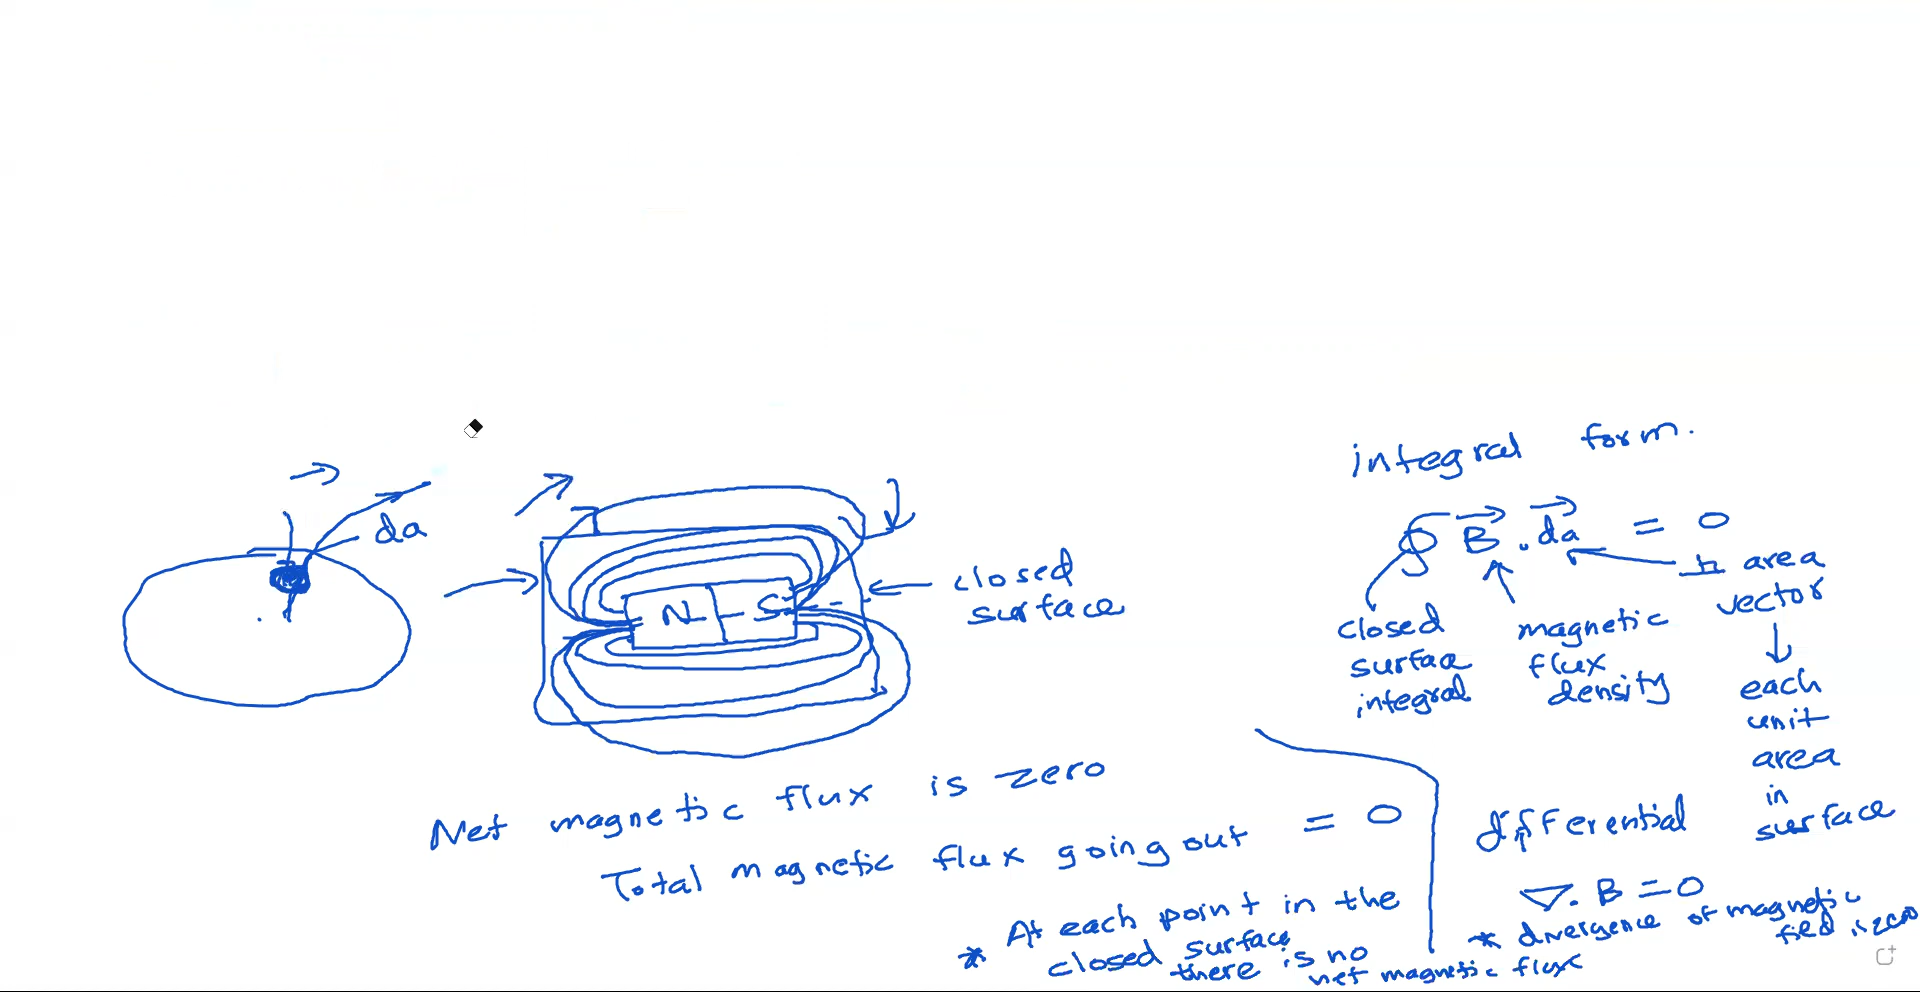 da
N
S
closed
surface
Net magnetic flux is zero
Total magnetic flux going out = 0
* At each point in the
closed surface
there is no
net magnetic flux
integral form.
∮ B . da = 0
closed
surface
integral
magnetic
flux
density
area
vector
each
unit
area
in
surface
differential
∇. B = 0
* divergence of magnetic
field is zero